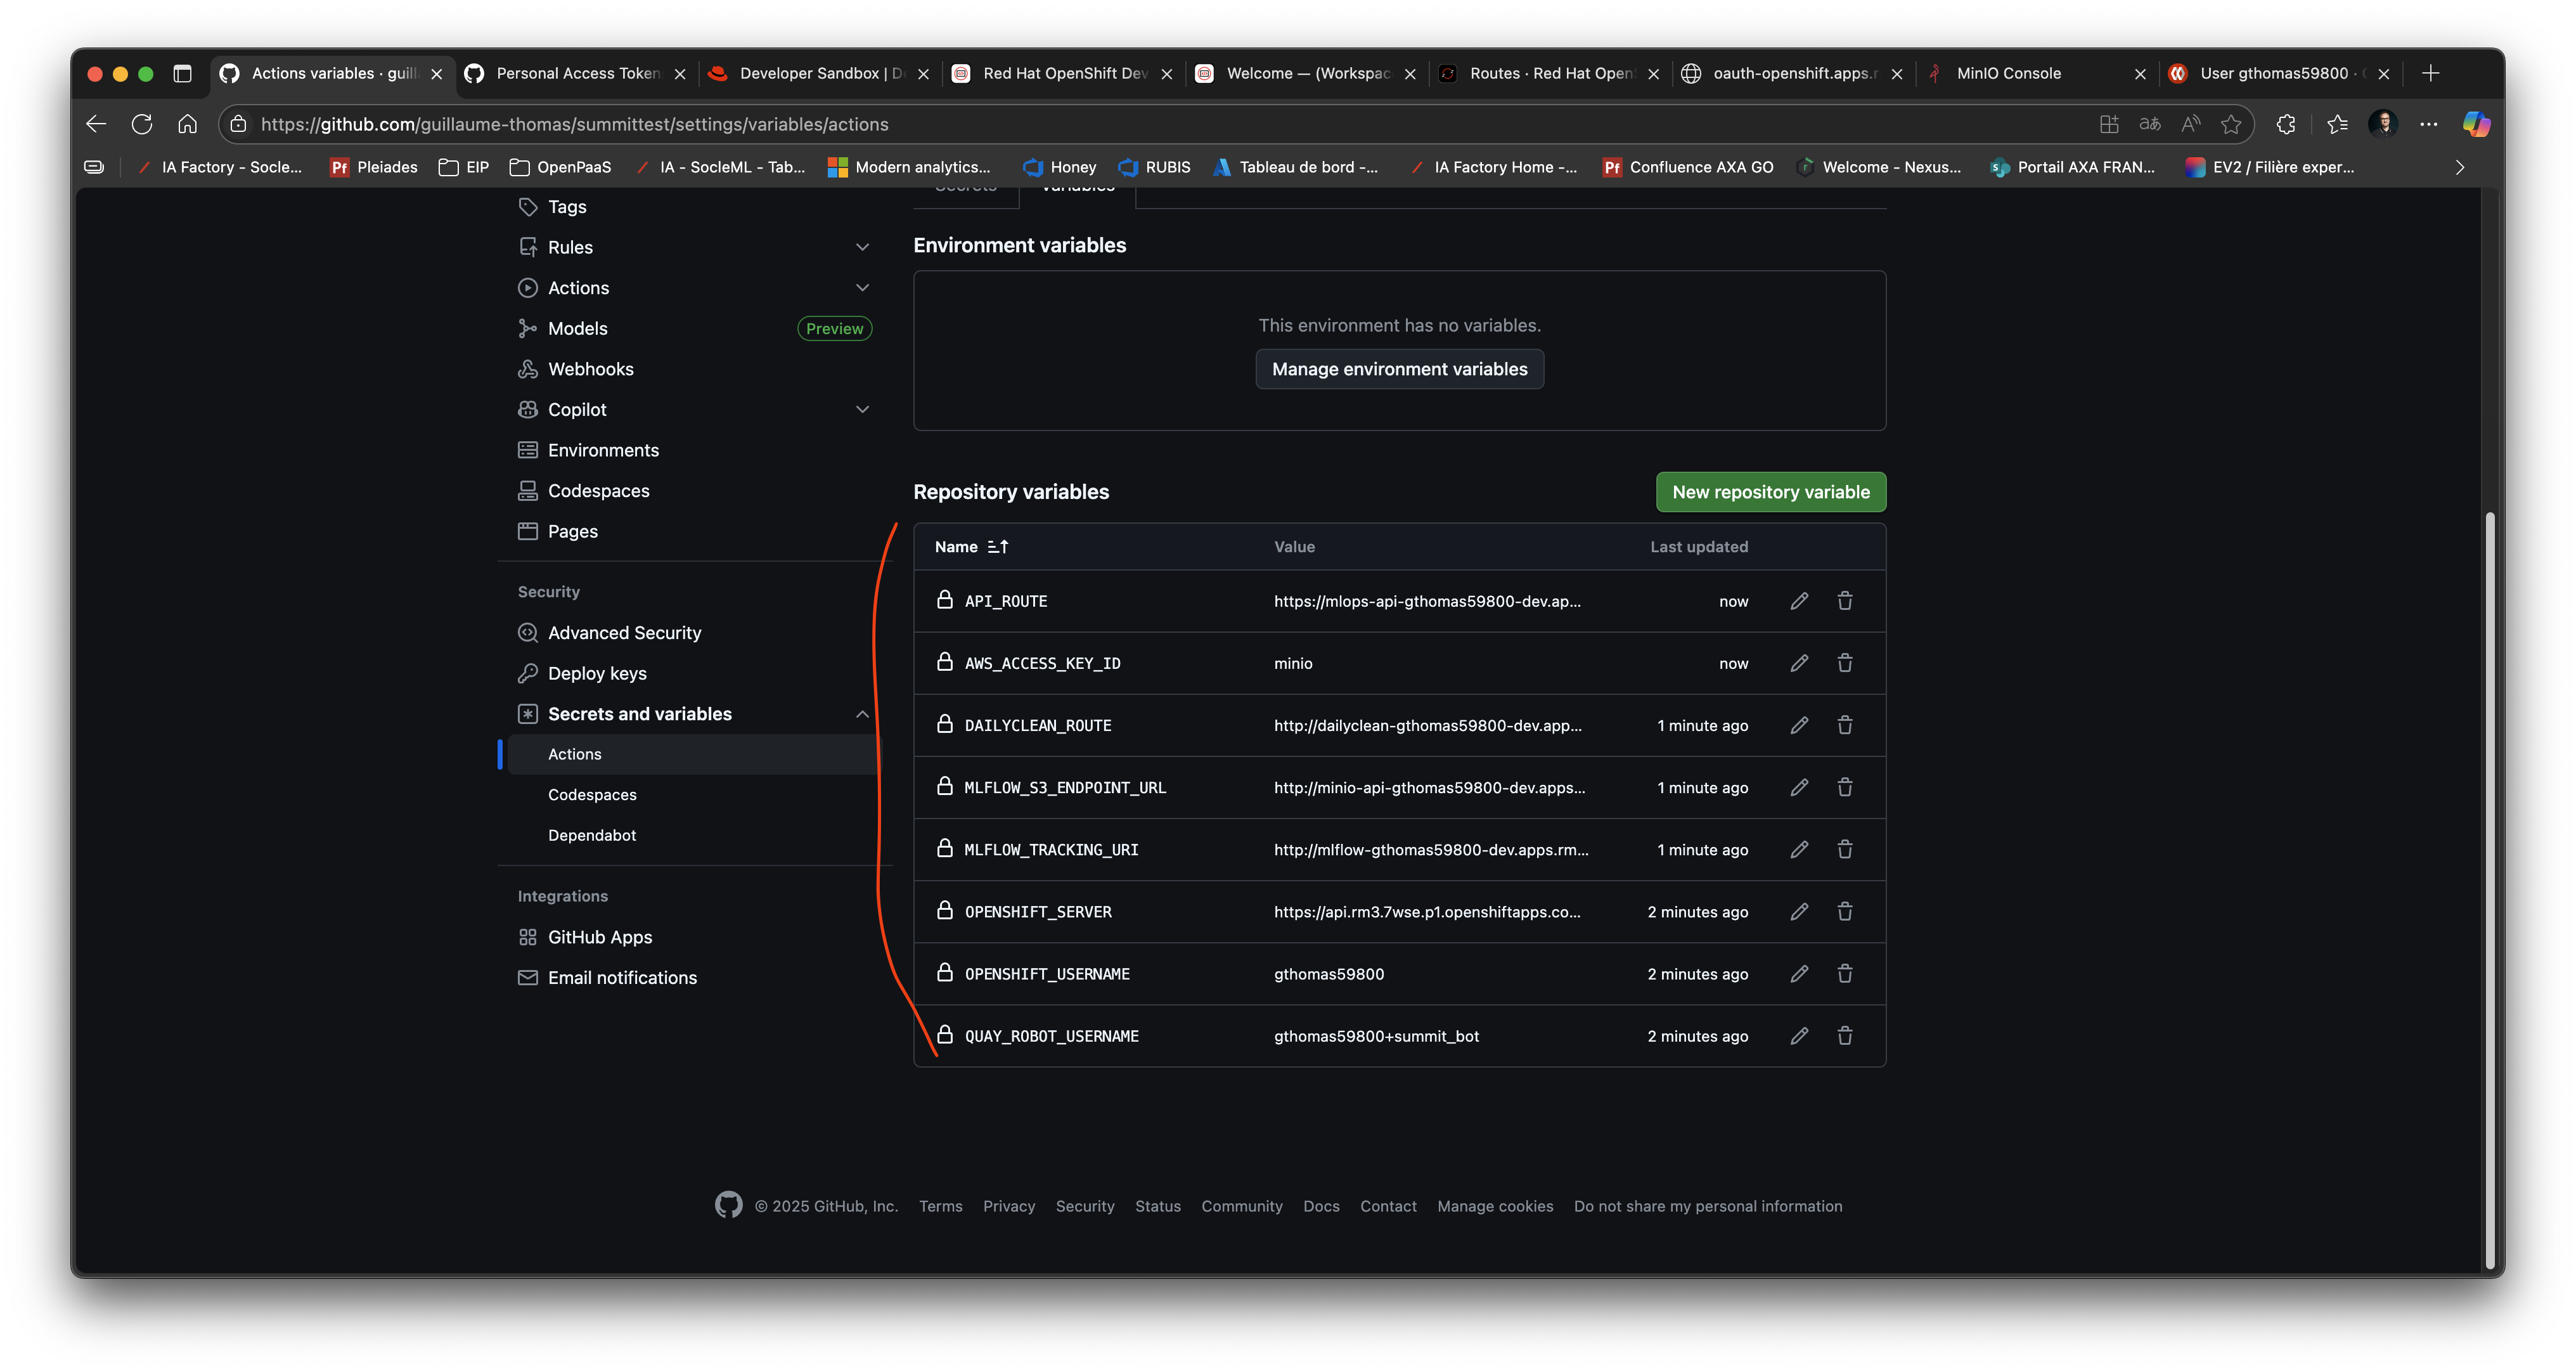 Actions variables · guil
Personal Access Token
Developer Sandbox | D
Red Hat OpenShift Dev
Welcome — (Workspac
Routes · Red Hat Open
oauth-openshift.apps.r
MinIO Console
User gthomas59800 ·
https://github.com/guillaume-thomas/summittest/settings/variables/actions
IA Factory - Socle...
Pleiades
EIP
OpenPaaS
IA - SocleML - Tab...
Modern analytics...
Honey
RUBIS
Tableau de bord -...
IA Factory Home -...
Confluence AXA GO
Welcome - Nexus...
Portail AXA FRAN...
EV2 / Filière exper...
Secrets
Variables
Tags
Rules
Actions
Models
Preview
Webhooks
Copilot
Environments
Codespaces
Pages
Security
Advanced Security
Deploy keys
Secrets and variables
Actions
Codespaces
Dependabot
Integrations
GitHub Apps
Email notifications
Environment variables
This environment has no variables.
Manage environment variables
Repository variables
New repository variable
Name Value Last updated
API_ROUTE https://mlops-api-gthomas59800-dev.ap... now
AWS_ACCESS_KEY_ID minio now
DAILYCLEAN_ROUTE http://dailyclean-gthomas59800-dev.app... 1 minute ago
MLFLOW_S3_ENDPOINT_URL http://minio-api-gthomas59800-dev.apps... 1 minute ago
MLFLOW_TRACKING_URI http://mlflow-gthomas59800-dev.apps.rm... 1 minute ago
OPENSHIFT_SERVER https://api.rm3.7wse.p1.openshiftapps.co... 2 minutes ago
OPENSHIFT_USERNAME gthomas59800 2 minutes ago
QUAY_ROBOT_USERNAME gthomas59800+summit_bot 2 minutes ago
© 2025 GitHub, Inc. Terms Privacy Security Status Community Docs Contact Manage cookies Do not share my personal information